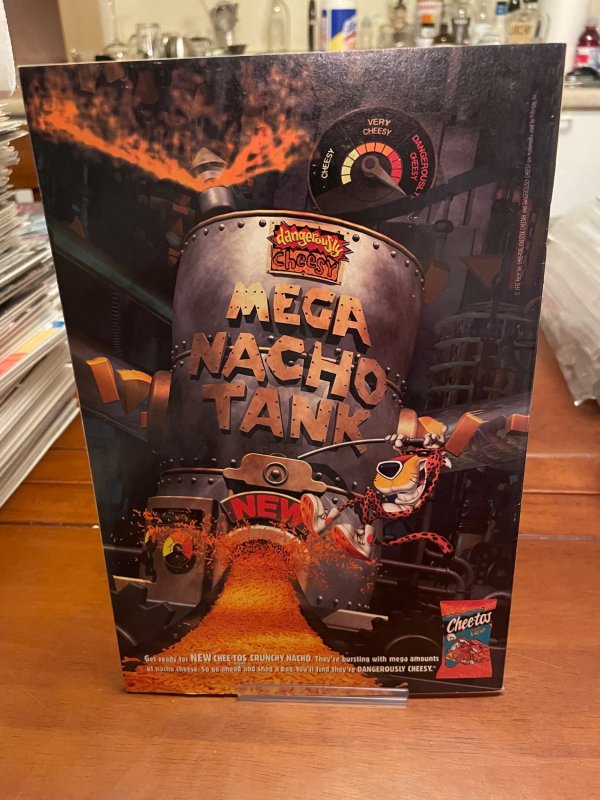 CHEESY
VERY
CHEESY
DANGEROUSLY
CHEESY
dangerously
cheesy
MEGA
NACHO
TANK
NEW
Cheetos
Get ready for NEW CHEE·TOS CRUNCHY NACHO. They're bursting with mega amounts
of nacho cheese. So go ahead and snag a bag. You'll find they're DANGEROUSLY CHEESY.™